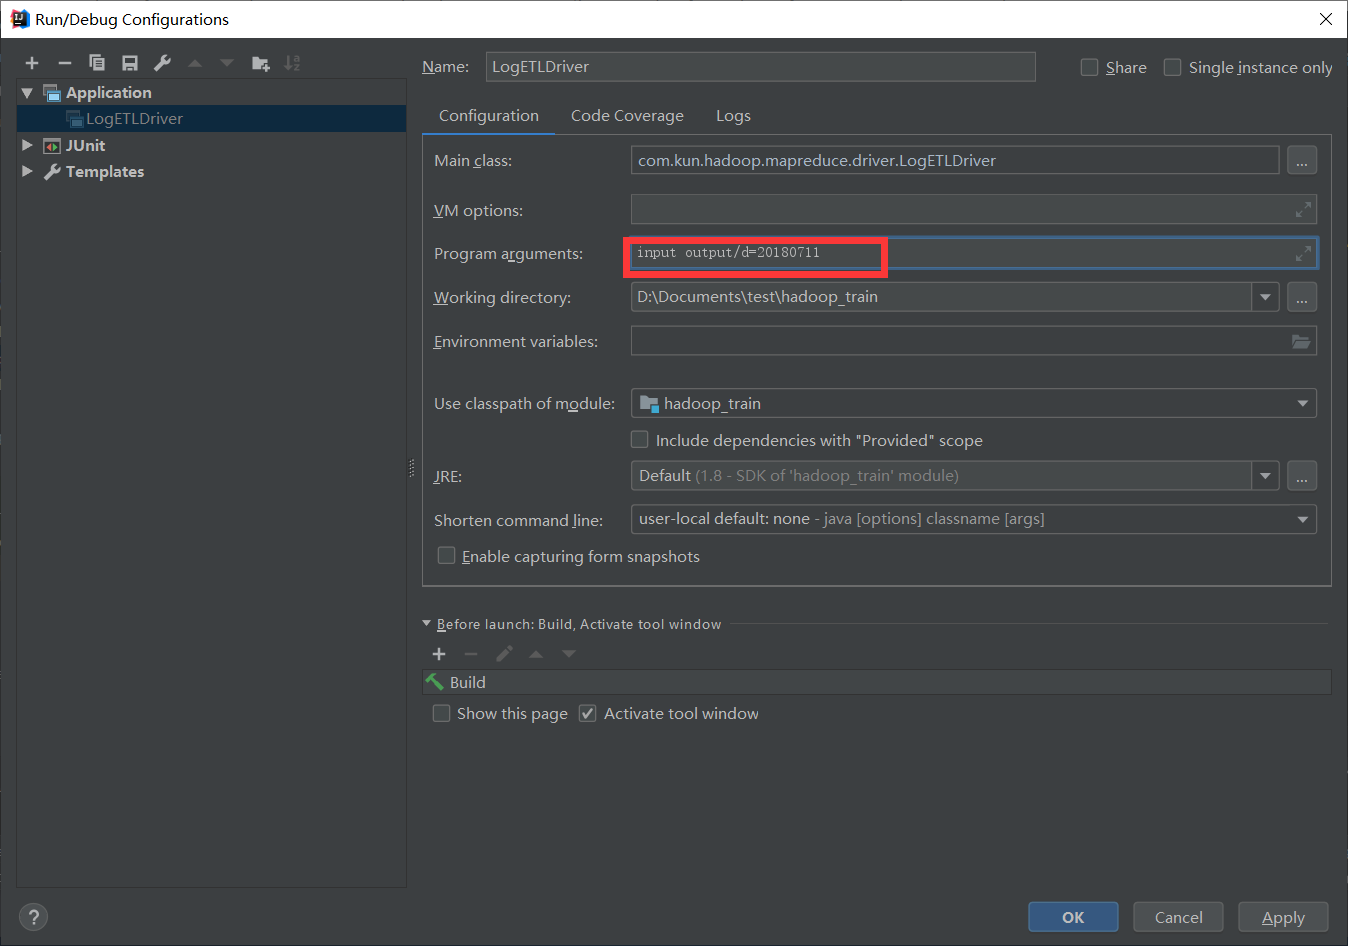 Run/Debug Configurations
Name: LogETLDriver Share Single instance only
Application
LogETLDriver
JUnit
Templates
Configuration Code Coverage Logs
Main class: com.kun.hadoop.mapreduce.driver.LogETLDriver ...
VM options:
Program arguments: input output/d=20180711
Working directory: D:\Documents\test\hadoop_train ...
Environment variables:
Use classpath of module: hadoop_train
Include dependencies with "Provided" scope
JRE: Default (1.8 - SDK of 'hadoop_train' module) ...
Shorten command line: user-local default: none - java [options] classname [args]
Enable capturing form snapshots
Before launch: Build, Activate tool window
Build
Show this page Activate tool window
? OK Cancel Apply